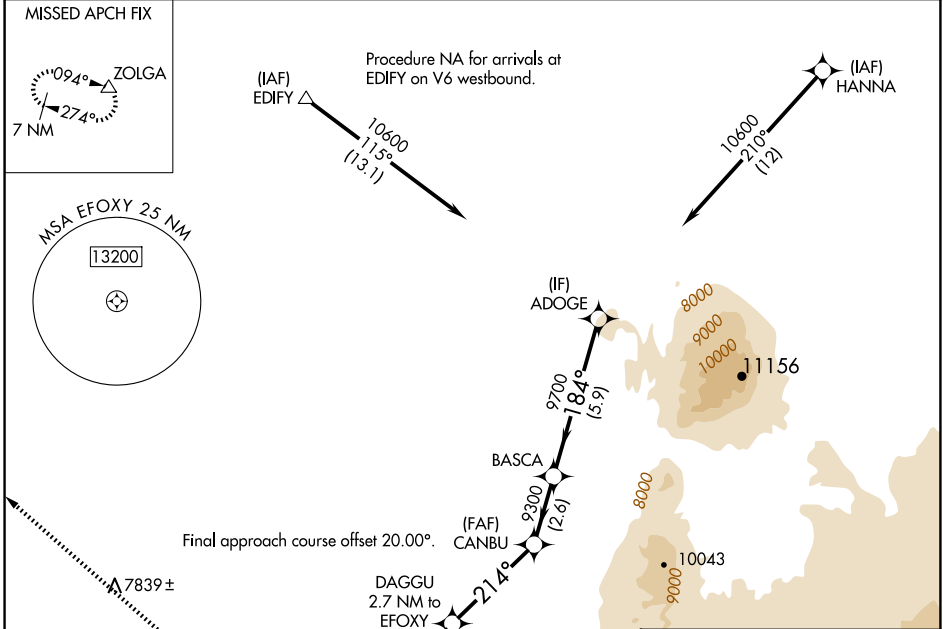 MISSED APCH FIX
094°
ZOLGA
274°
7 NM
Procedure NA for arrivals at
EDIFY on V6 westbound.
(IAF)
EDIFY
10600
115°
(13.1)
(IAF)
HANNA
10600
210°
(12)
MSA EFOXY 25 NM
13200
(IF)
ADOGE
8000
9000
10000
11156
9700
184°
(5.9)
BASCA
9300
(2.6)
8000
(FAF)
CANBU
Final approach course offset 20.00°.
214°
10043
9000
7839 ±
DAGGU
2.7 NM to
EFOXY